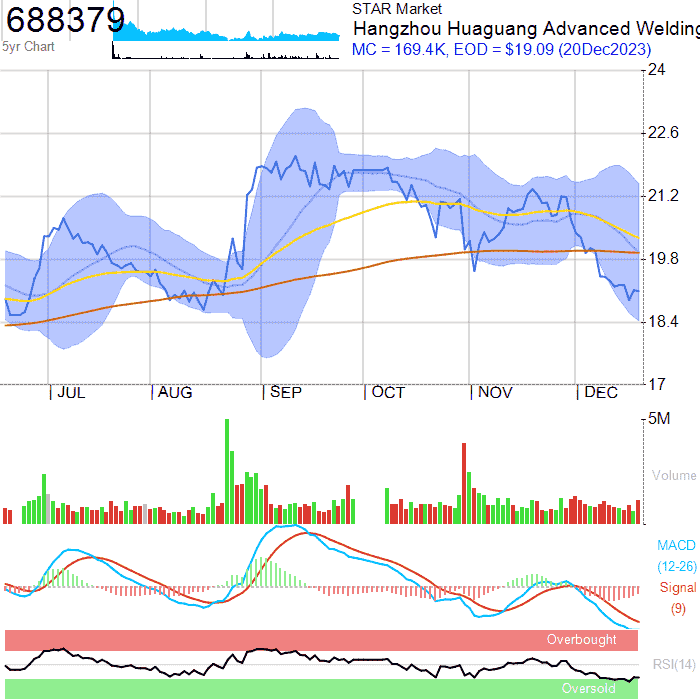 688379
5yr Chart
STAR Market
Hangzhou Huaguang Advanced Welding
MC = 169.4K, EOD = $19.09 (20Dec2023)
24
22.6
21.2
19.8
18.4
17
JUL AUG SEP OCT NOV DEC
5M
Volume
MACD
(12-26)
Signal
(9)
Overbought
RSI(14)
Oversold